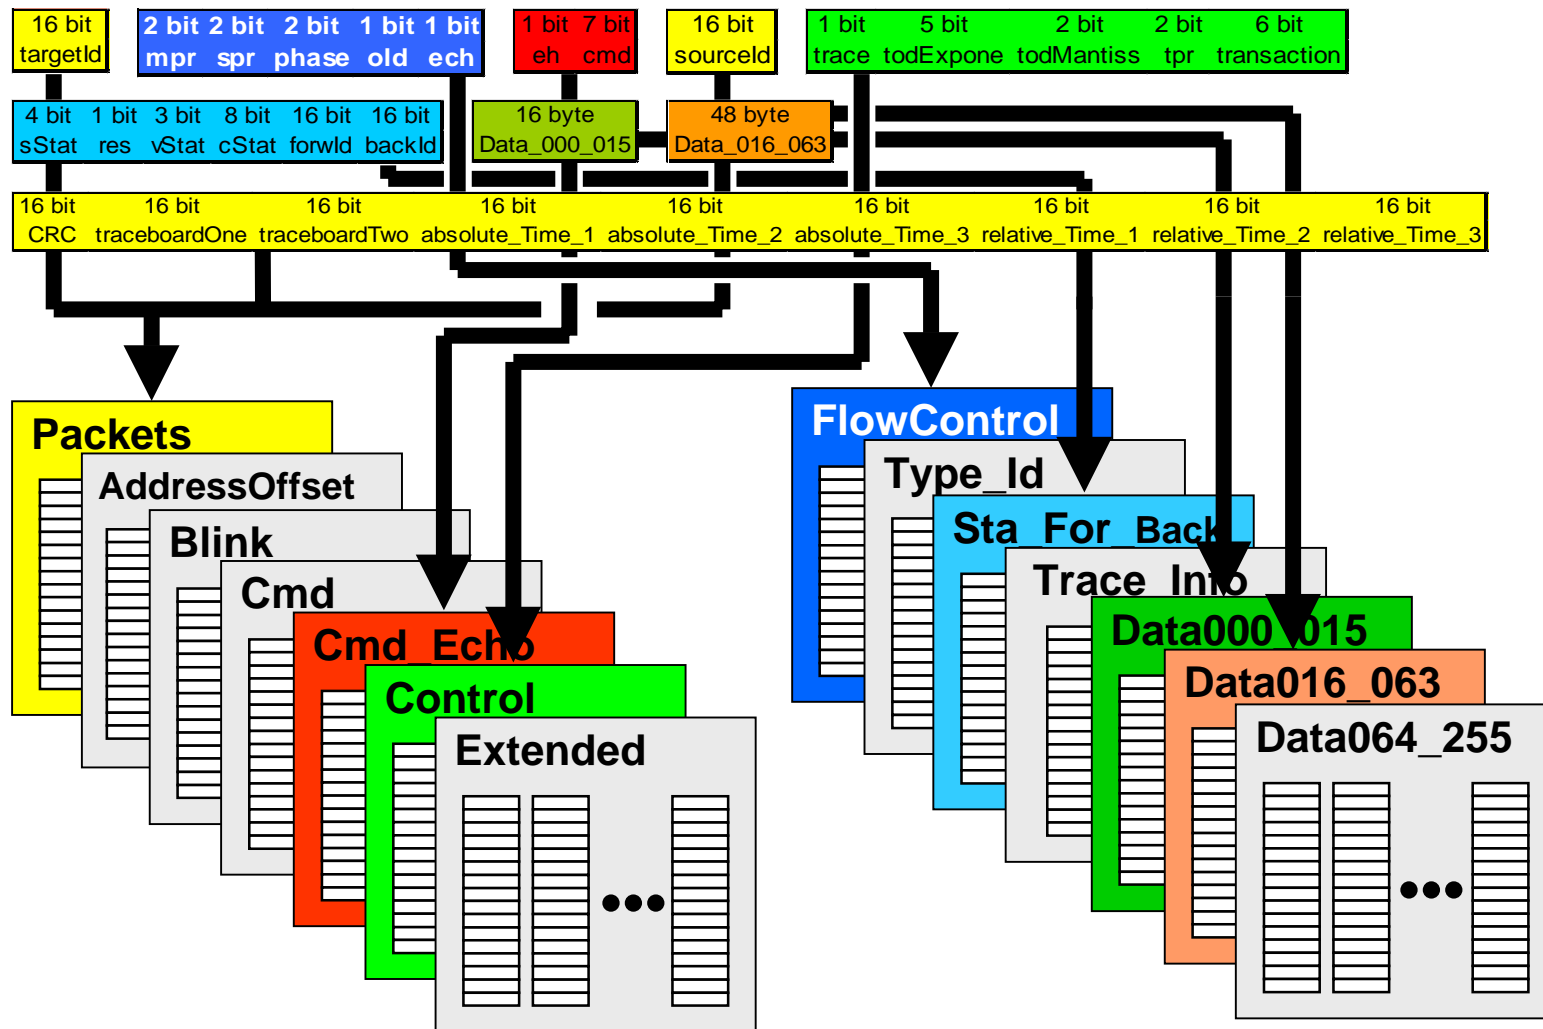 16 bit
targetId
2 bit 2 bit 2 bit 1 bit 1 bit
mpr spr phase old ech
1 bit 7 bit
eh cmd
16 bit
sourceId
1 bit 5 bit 2 bit 2 bit 6 bit
trace todExpone todMantiss tpr transaction
4 bit 1 bit 3 bit 8 bit 16 bit 16 bit
sStat res vStat cStat forwId backId
16 byte
Data_000_015
48 byte
Data_016_063
16 bit 16 bit 16 bit 16 bit 16 bit 16 bit 16 bit 16 bit 16 bit
CRC traceboardOne traceboardTwo absolute_Time_1 absolute_Time_2 absolute_Time_3 relative_Time_1 relative_Time_2 relative_Time_3
Packets
AddressOffset
Blink
Cmd
Cmd_Echo
Control
Extended
FlowControl
Type_Id
Sta_For_Back
Trace_Info
Data000_015
Data016_063
Data064_255